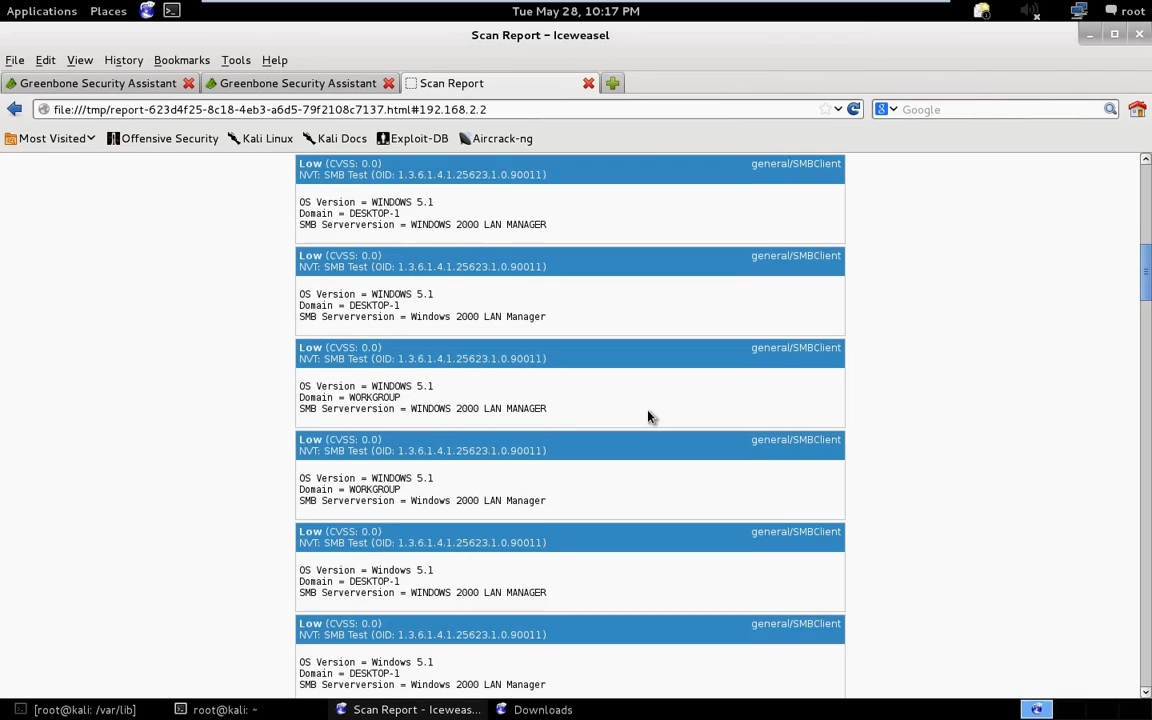 Applications Places Tue May 28, 10:17 PM root
Scan Report – Iceweasel
File Edit View History Bookmarks Tools Help
Greenbone Security Assistant Greenbone Security Assistant Scan Report
file:///tmp/report-623d4f25-8c18-4eb3-a6d5-79f2108c7137.html#192.168.2.2 Google
Most Visited Offensive Security Kali Linux Kali Docs Exploit-DB Aircrack-ng
Low (CVSS: 0.0) general/SMBClient
NVT: SMB Test (OID: 1.3.6.1.4.1.25623.1.0.90011)
OS Version = WINDOWS 5.1
Domain = DESKTOP-1
SMB Serverversion = WINDOWS 2000 LAN MANAGER
Low (CVSS: 0.0) general/SMBClient
NVT: SMB Test (OID: 1.3.6.1.4.1.25623.1.0.90011)
OS Version = WINDOWS 5.1
Domain = DESKTOP-1
SMB Serverversion = Windows 2000 LAN Manager
Low (CVSS: 0.0) general/SMBClient
NVT: SMB Test (OID: 1.3.6.1.4.1.25623.1.0.90011)
OS Version = WINDOWS 5.1
Domain = WORKGROUP
SMB Serverversion = WINDOWS 2000 LAN MANAGER
Low (CVSS: 0.0) general/SMBClient
NVT: SMB Test (OID: 1.3.6.1.4.1.25623.1.0.90011)
OS Version = WINDOWS 5.1
Domain = WORKGROUP
SMB Serverversion = Windows 2000 LAN Manager
Low (CVSS: 0.0) general/SMBClient
NVT: SMB Test (OID: 1.3.6.1.4.1.25623.1.0.90011)
OS Version = Windows 5.1
Domain = DESKTOP-1
SMB Serverversion = WINDOWS 2000 LAN MANAGER
Low (CVSS: 0.0) general/SMBClient
NVT: SMB Test (OID: 1.3.6.1.4.1.25623.1.0.90011)
OS Version = Windows 5.1
Domain = DESKTOP-1
SMB Serverversion = Windows 2000 LAN Manager
[root@kali: /var/lib] root@kali: ~ Scan Report - Iceweas... Downloads